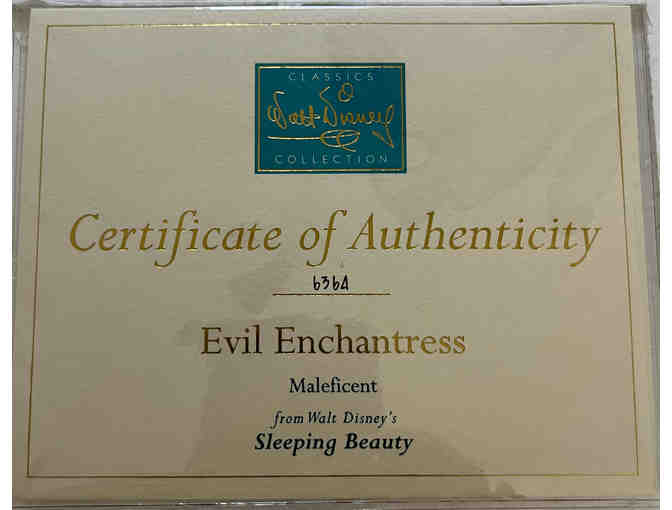 CLASSICS
Walt Disney
COLLECTION
Certificate of Authenticity
6364
Evil Enchantress
Maleficent
from Walt Disney's
Sleeping Beauty